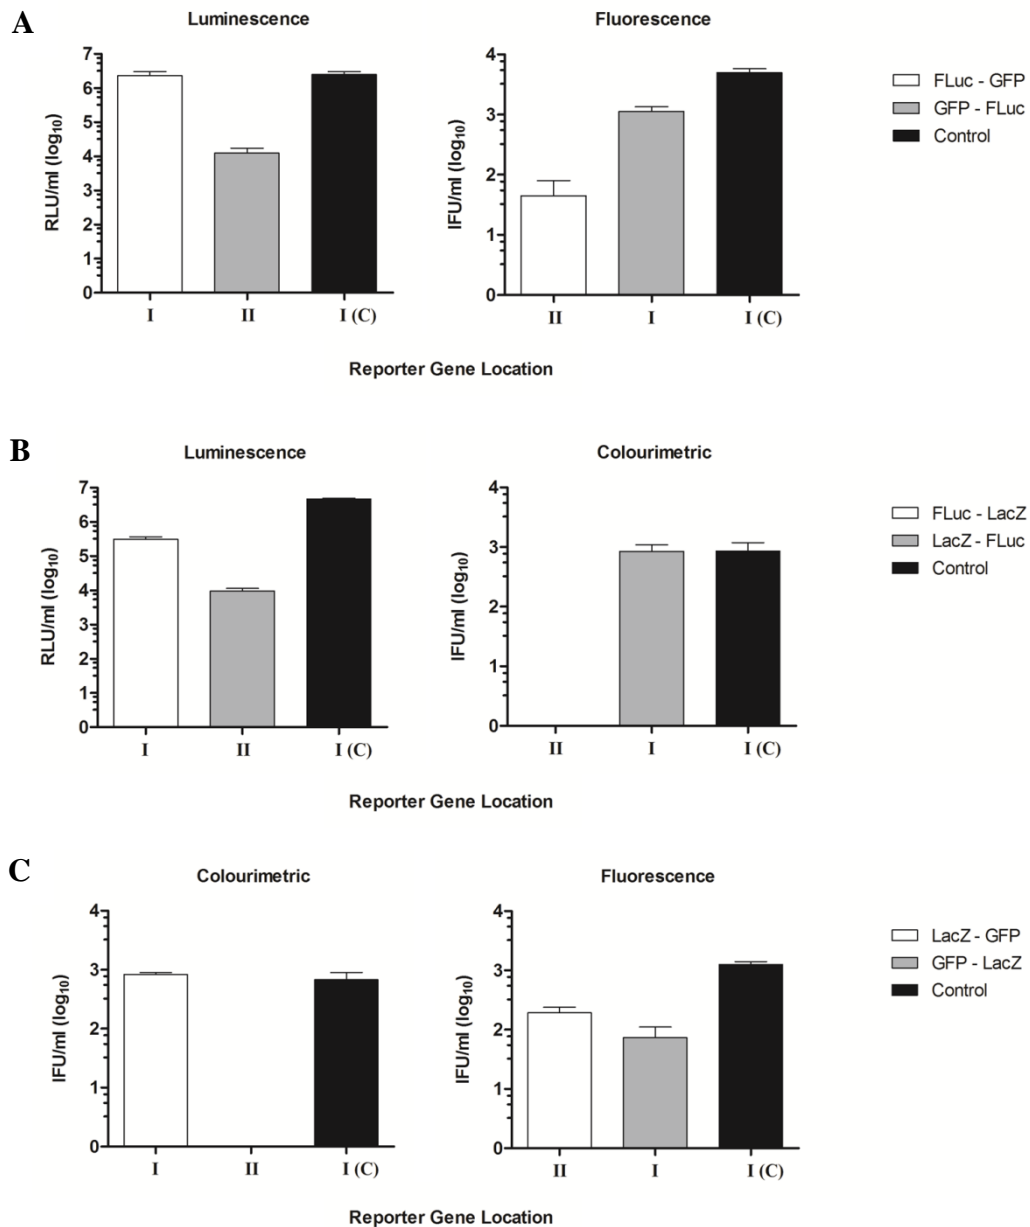 A
Luminescence
Fluorescence
RLU/ml (log10)
7
6
5
4
3
2
1
0
I
II
I (C)
IFU/ml (log10)
4
3
2
1
0
II
I
I (C)
FLuc - GFP
GFP - FLuc
Control
Reporter Gene Location
B
Luminescence
Colourimetric
RLU/ml (log10)
7
6
5
4
3
2
1
0
I
II
I (C)
IFU/ml (log10)
4
3
2
1
0
II
I
I (C)
FLuc - LacZ
LacZ - FLuc
Control
Reporter Gene Location
C
Colourimetric
Fluorescence
IFU/ml (log10)
4
3
2
1
0
I
II
I (C)
IFU/ml (log10)
4
3
2
1
0
II
I
I (C)
LacZ - GFP
GFP - LacZ
Control
Reporter Gene Location